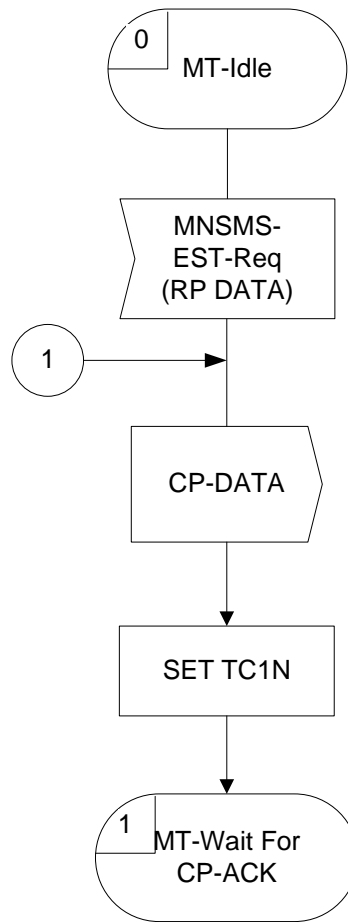 0
MT-Idle
MNSMS-
EST-Req
(RP DATA)
1
CP-DATA
SET TC1N
1
MT-Wait For
CP-ACK